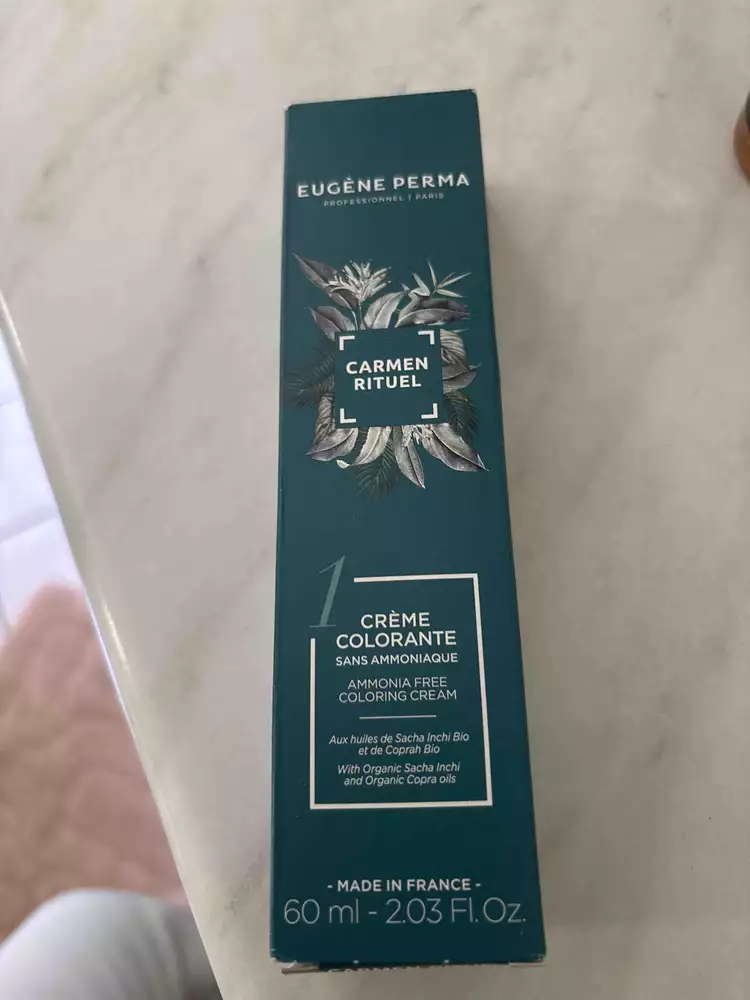 EUGÈNE PERMA
PROFESSIONNEL | PARIS
CARMEN
RITUEL
1
CRÈME
COLORANTE
SANS AMMONIAQUE
AMMONIA FREE
COLORING CREAM
Aux huiles de Sacha Inchi Bio
et de Coprah Bio
With Organic Sacha Inchi
and Organic Copra oils
- MADE IN FRANCE -
60 ml - 2.03 Fl. Oz.